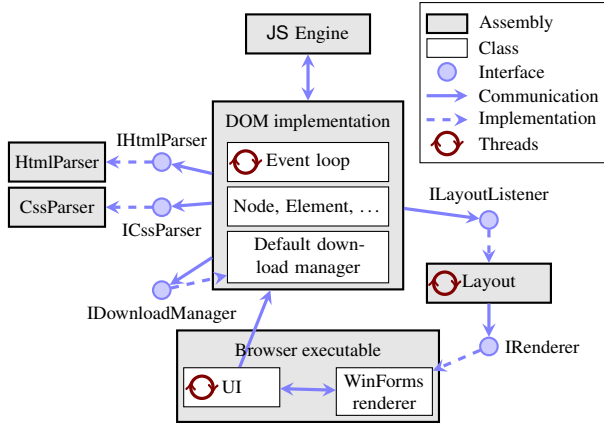 JS Engine
Assembly
Class
Interface
Communication
Implementation
Threads
DOM implementation
IHtmlParser
HtmlParser
Event loop
CssParser
Node, Element, . . .
ILayoutListener
ICssParser
Default down-
load manager
Layout
IDownloadManager
Browser executable
IRenderer
UI
WinForms
renderer